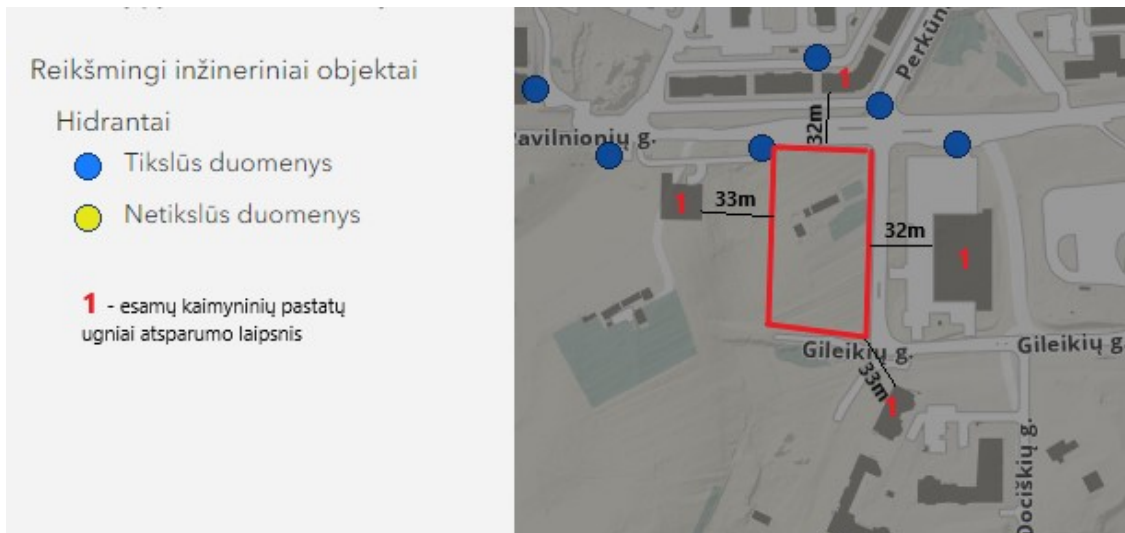 Reikšmingi inžineriniai objektai
Hidrantai
Tikslūs duomenys
Netikslūs duomenys
1 - esamų kaimyninių pastatų
ugniai atsparumo laipsnis
1
Perkūn
32m
avilnionių g.
1
33m
32m
1
Gileikių g.
Gileikių g
33m
1
Dociškių g.